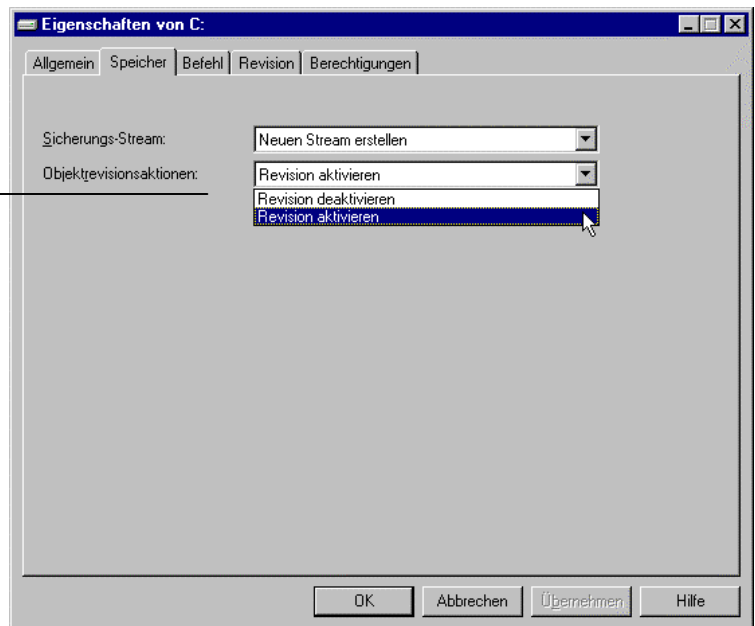 Eigenschaften von C:
Allgemein Speicher Befehl Revision Berechtigungen
Sicherungs-Stream: Neuen Stream erstellen
Objektrevisionsaktionen: Revision aktivieren
Revision deaktivieren
Revision aktivieren
OK Abbrechen Übernehmen Hilfe